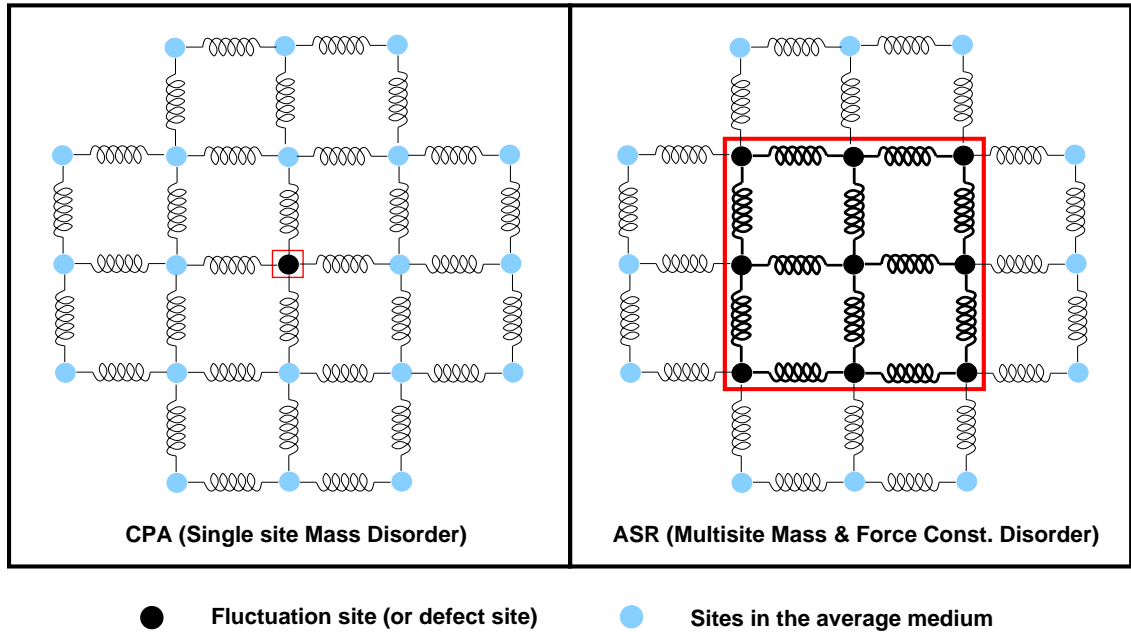 CPA (Single site Mass Disorder)
ASR (Multisite Mass & Force Const. Disorder)
Fluctuation site (or defect site)
Sites in the average medium